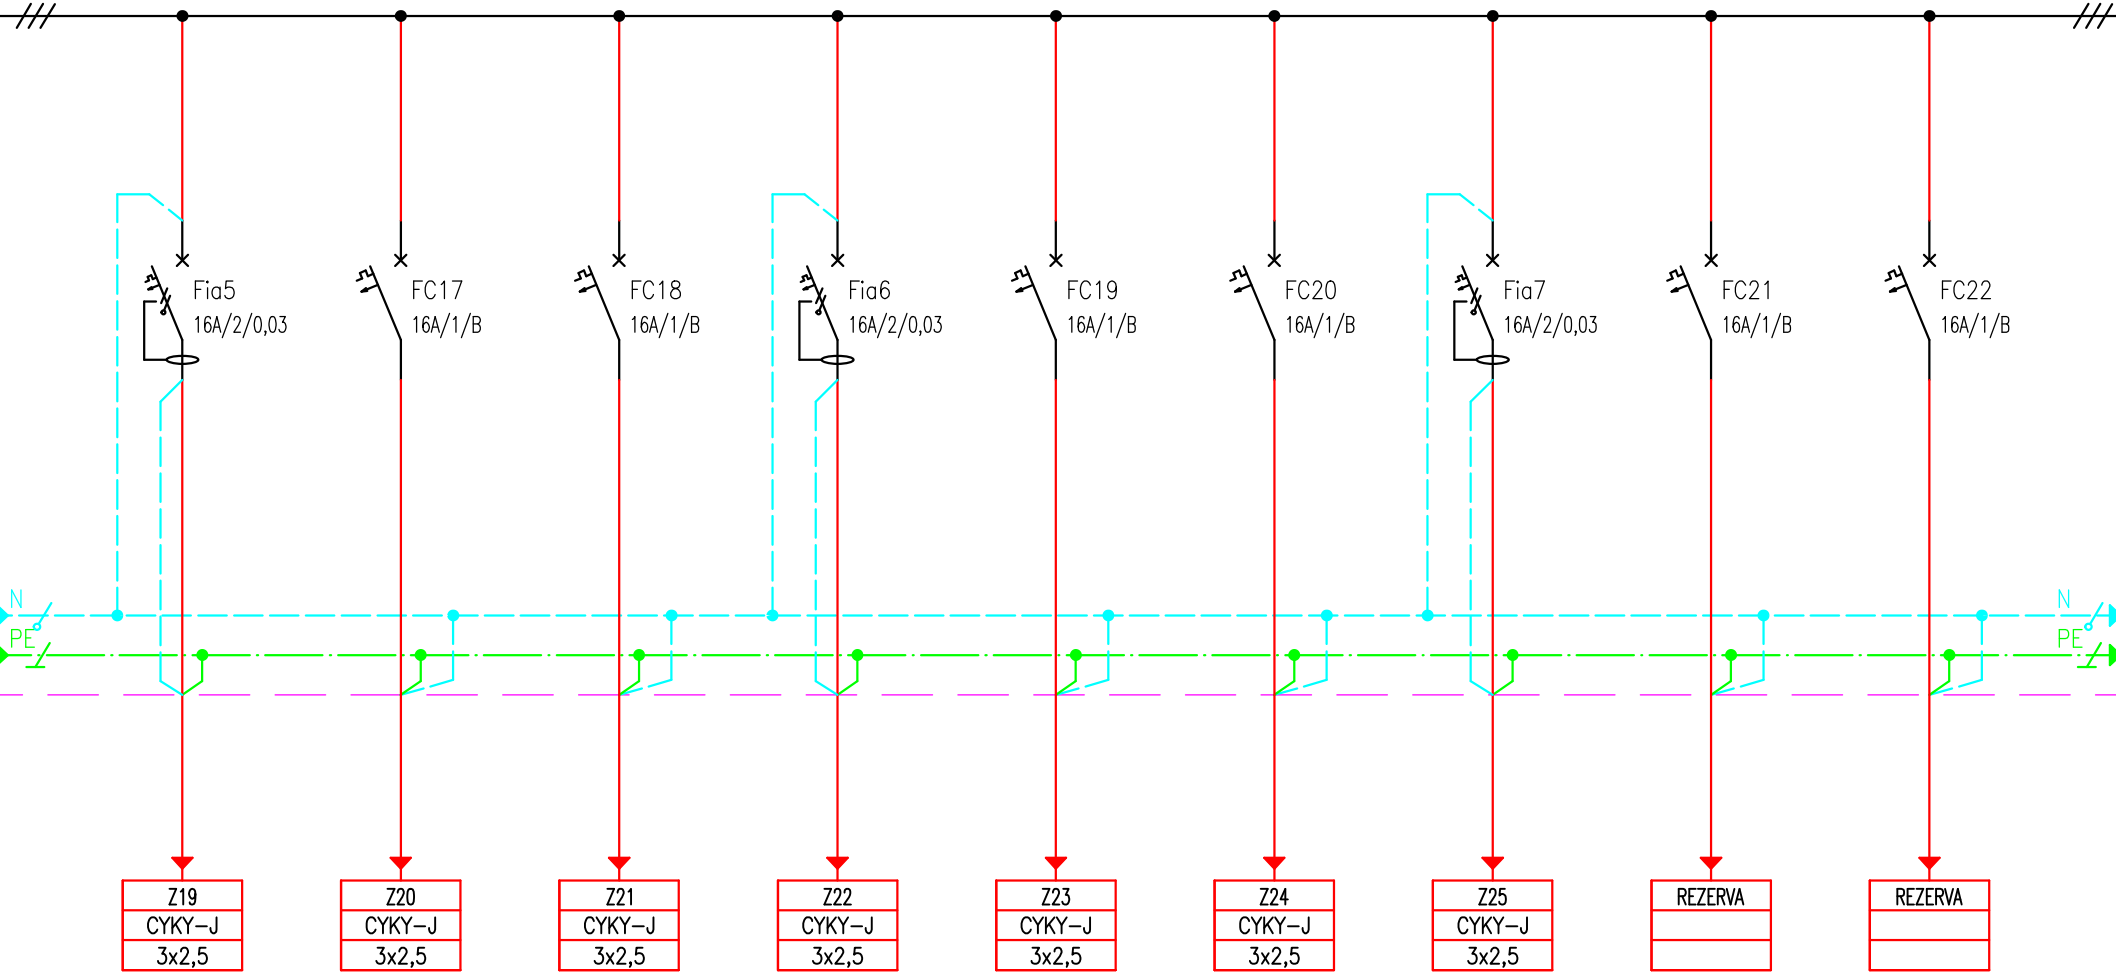 Fia5
16A/2/0,03
FC17
16A/1/B
FC18
16A/1/B
Fia6
16A/2/0,03
FC19
16A/1/B
FC20
16A/1/B
Fia7
16A/2/0,03
FC21
16A/1/B
FC22
16A/1/B
N
PE
N
PE
Z19
CYKY-J
3x2,5
Z20
CYKY-J
3x2,5
Z21
CYKY-J
3x2,5
Z22
CYKY-J
3x2,5
Z23
CYKY-J
3x2,5
Z24
CYKY-J
3x2,5
Z25
CYKY-J
3x2,5
REZERVA
REZERVA